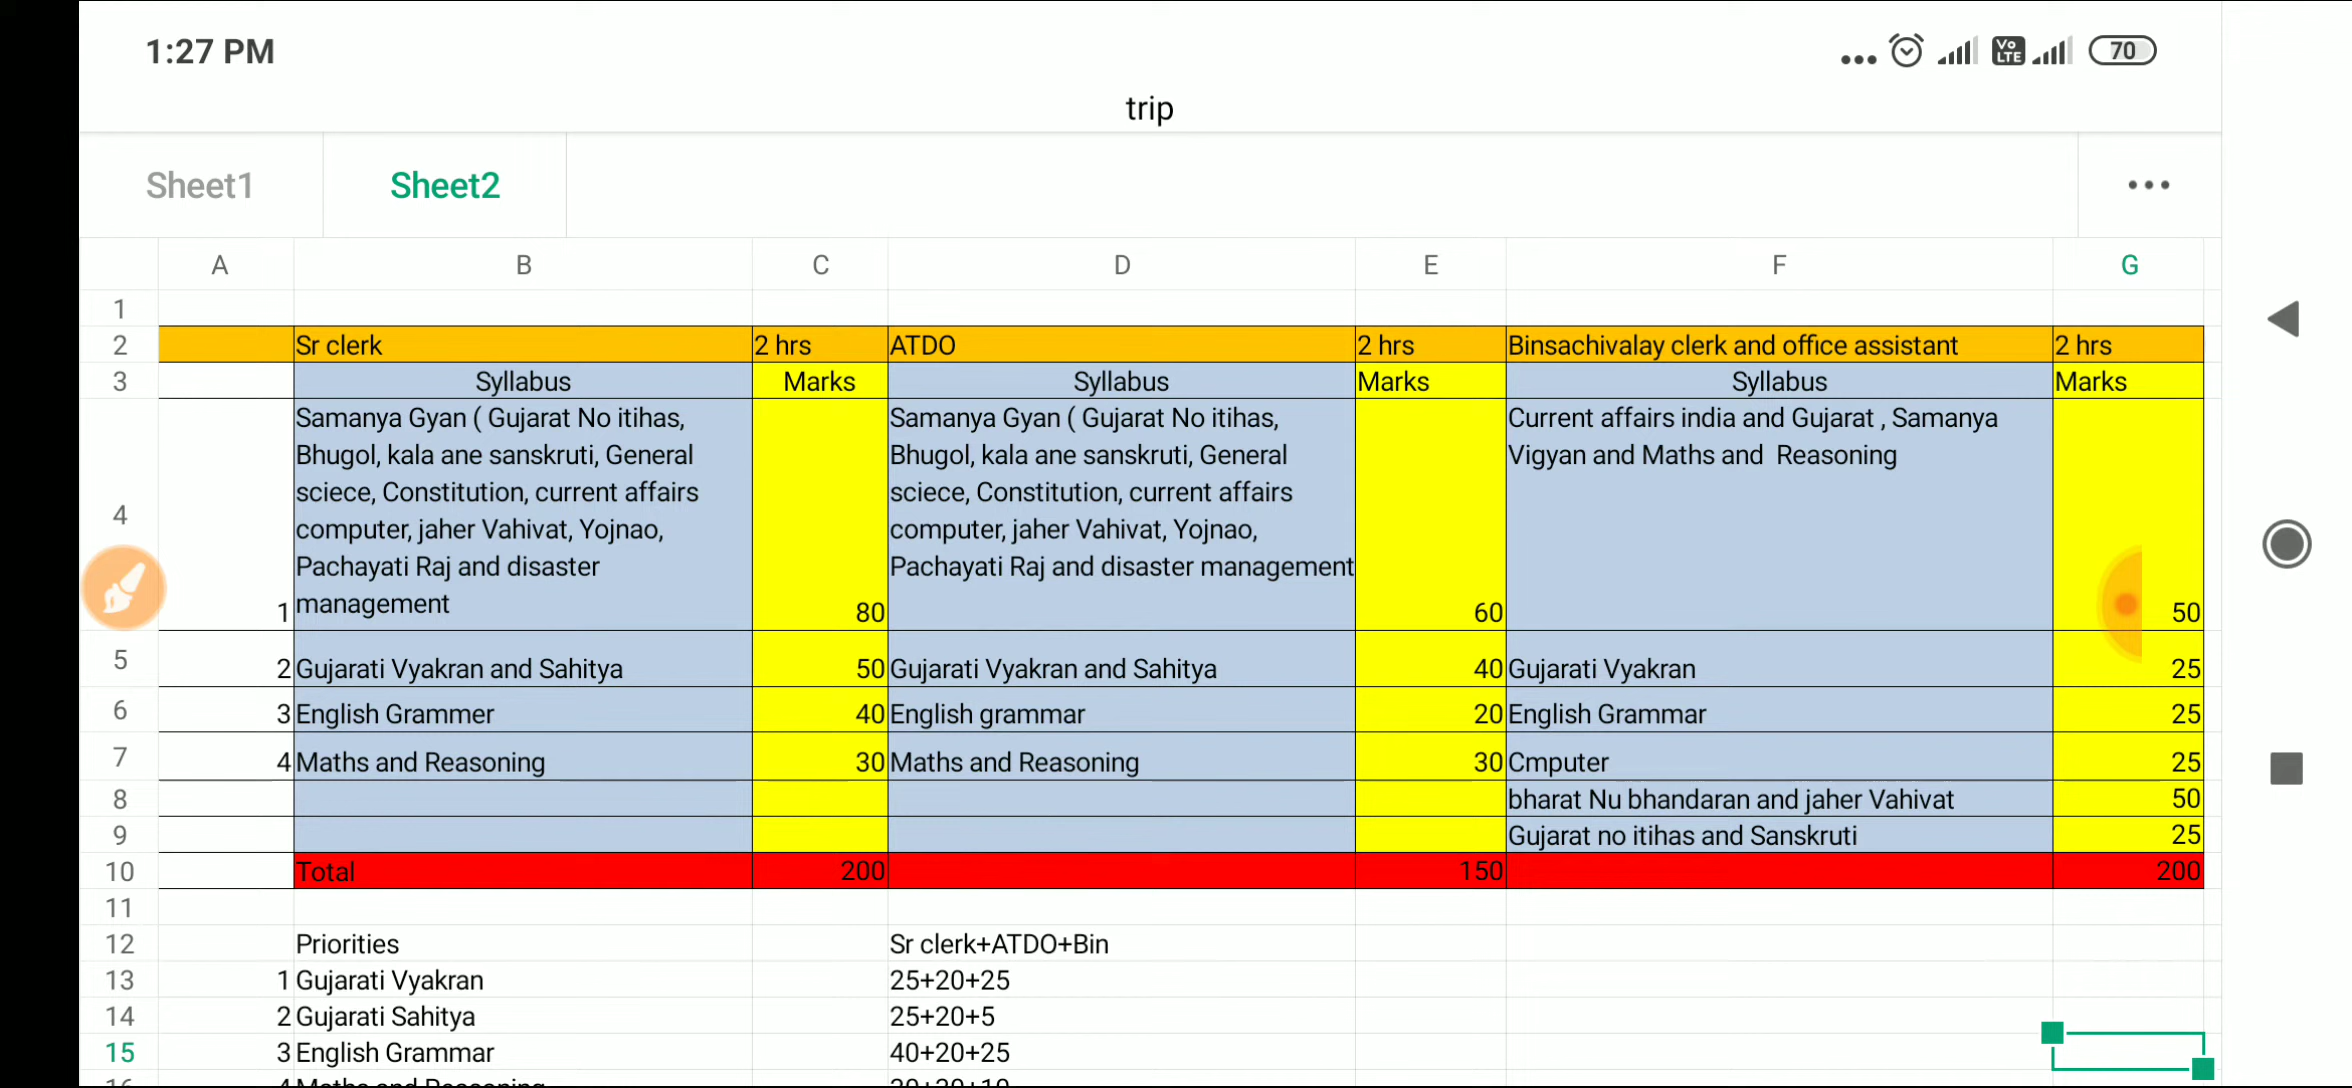 1:27 PM
Vo LTE 70
trip
Sheet1 Sheet2
A B C D E F G
1
2 Sr clerk 2 hrs ATDO 2 hrs Binsachivalay clerk and office assistant 2 hrs
3 Syllabus Marks Syllabus Marks Syllabus Marks
Samanya Gyan ( Gujarat No itihas, Samanya Gyan ( Gujarat No itihas, Current affairs india and Gujarat , Samanya
Bhugol, kala ane sanskruti, General Bhugol, kala ane sanskruti, General Vigyan and Maths and Reasoning
sciece, Constitution, current affairs sciece, Constitution, current affairs
4 computer, jaher Vahivat, Yojnao, computer, jaher Vahivat, Yojnao,
Pachayati Raj and disaster Pachayati Raj and disaster management
1 management 80 60 50
5 2 Gujarati Vyakran and Sahitya 50 Gujarati Vyakran and Sahitya 40 Gujarati Vyakran 25
6 3 English Grammer 40 English grammar 20 English Grammar 25
7 4 Maths and Reasoning 30 Maths and Reasoning 30 Cmputer 25
8 bharat Nu bhandaran and jaher Vahivat 50
9 Gujarat no itihas and Sanskruti 25
10 Total 200 150 200
11
12 Priorities Sr clerk+ATDO+Bin
13 1 Gujarati Vyakran 25+20+25
14 2 Gujarati Sahitya 25+20+5
15 3 English Grammar 40+20+25
16 4 Maths and Reasoning